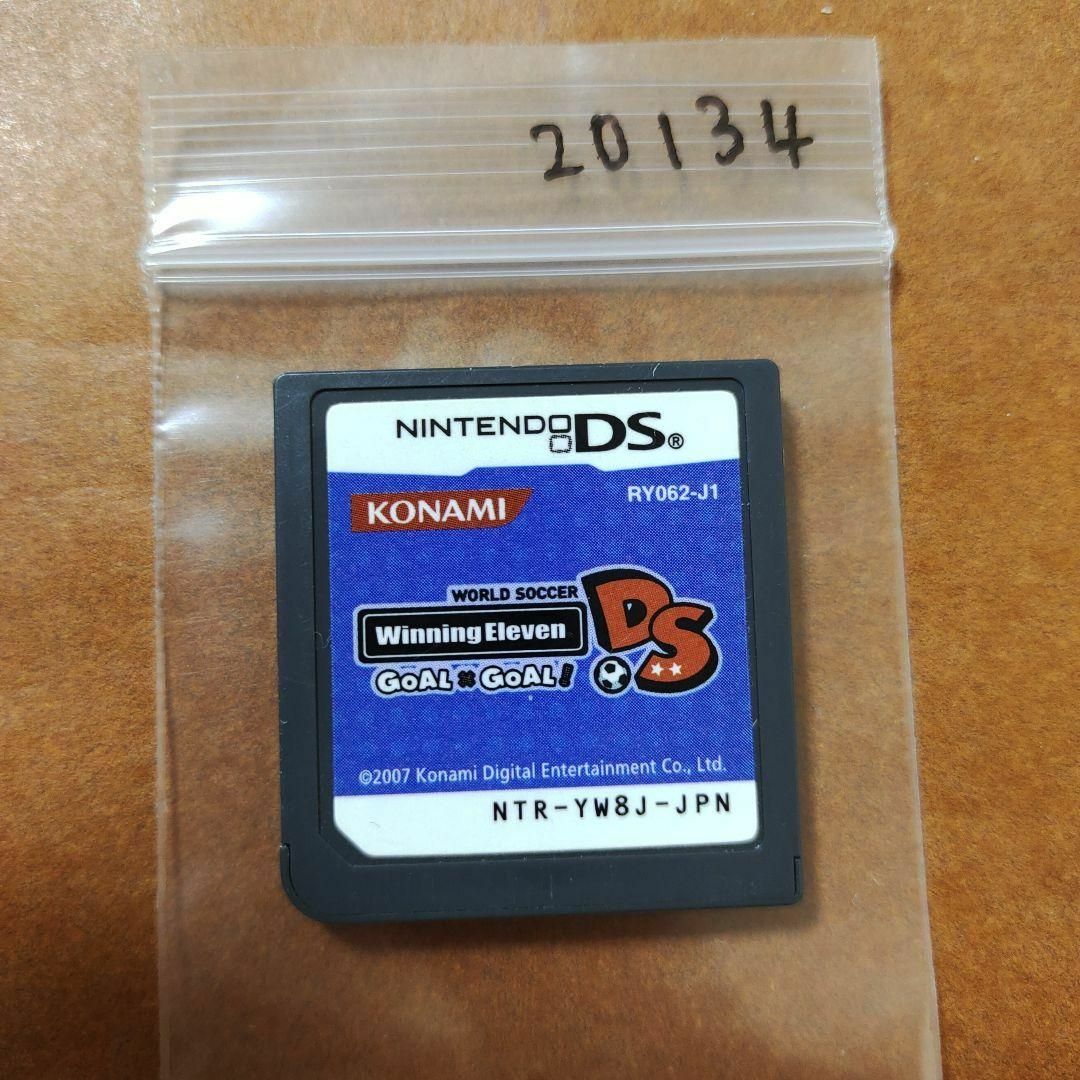 20134
NINTENDO DS®
KONAMI
RY062-J1
WORLD SOCCER
Winning Eleven
DS
GOAL × GOAL!
©2007 Konami Digital Entertainment Co., Ltd.
NTR-YW8J-JPN